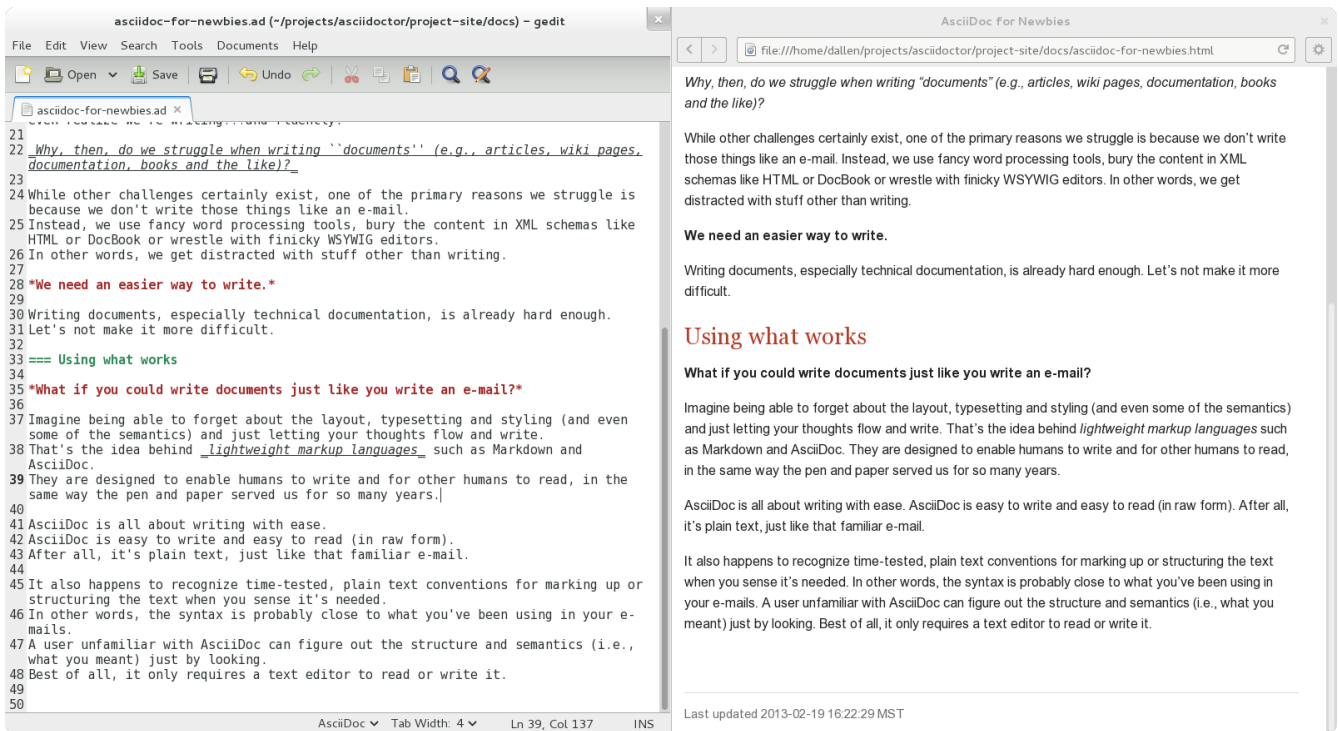 asciidoc-for-newbies.ad (~/projects/asciidoctor/project-site/docs) – gedit
File Edit View Search Tools Documents Help
Open Save Undo
asciidoc-for-newbies.ad
even realize we're writing...and fluently.
21
22 _Why, then, do we struggle when writing ``documents'' (e.g., articles, wiki pages,
documentation, books and the like)?_
23
24 While other challenges certainly exist, one of the primary reasons we struggle is
because we don't write those things like an e-mail.
25 Instead, we use fancy word processing tools, bury the content in XML schemas like
HTML or DocBook or wrestle with finicky WSYWIG editors.
26 In other words, we get distracted with stuff other than writing.
27
28 *We need an easier way to write.*
29
30 Writing documents, especially technical documentation, is already hard enough.
31 Let's not make it more difficult.
32
33 === Using what works
34
35 *What if you could write documents just like you write an e-mail?*
36
37 Imagine being able to forget about the layout, typesetting and styling (and even
some of the semantics) and just letting your thoughts flow and write.
38 That's the idea behind _lightweight markup languages_ such as Markdown and
AsciiDoc.
39 They are designed to enable humans to write and for other humans to read, in the
same way the pen and paper served us for so many years.
40
41 AsciiDoc is all about writing with ease.
42 AsciiDoc is easy to write and easy to read (in raw form).
43 After all, it's plain text, just like that familiar e-mail.
44
45 It also happens to recognize time-tested, plain text conventions for marking up or
structuring the text when you sense it's needed.
46 In other words, the syntax is probably close to what you've been using in your e-
mails.
47 A user unfamiliar with AsciiDoc can figure out the structure and semantics (i.e.,
what you meant) just by looking.
48 Best of all, it only requires a text editor to read or write it.
49
50
AsciiDoc Tab Width: 4 Ln 39, Col 137 INS
AsciiDoc for Newbies
file:///home/dallen/projects/asciidoctor/project-site/docs/asciidoc-for-newbies.html
Why, then, do we struggle when writing “documents” (e.g., articles, wiki pages, documentation, books
and the like)?
While other challenges certainly exist, one of the primary reasons we struggle is because we don’t write
those things like an e-mail. Instead, we use fancy word processing tools, bury the content in XML
schemas like HTML or DocBook or wrestle with finicky WSYWIG editors. In other words, we get
distracted with stuff other than writing.
We need an easier way to write.
Writing documents, especially technical documentation, is already hard enough. Let’s not make it more
difficult.
Using what works
What if you could write documents just like you write an e-mail?
Imagine being able to forget about the layout, typesetting and styling (and even some of the semantics)
and just letting your thoughts flow and write. That’s the idea behind lightweight markup languages such
as Markdown and AsciiDoc. They are designed to enable humans to write and for other humans to read,
in the same way the pen and paper served us for so many years.
AsciiDoc is all about writing with ease. AsciiDoc is easy to write and easy to read (in raw form). After all,
it’s plain text, just like that familiar e-mail.
It also happens to recognize time-tested, plain text conventions for marking up or structuring the text
when you sense it’s needed. In other words, the syntax is probably close to what you’ve been using in
your e-mails. A user unfamiliar with AsciiDoc can figure out the structure and semantics (i.e., what you
meant) just by looking. Best of all, it only requires a text editor to read or write it.
Last updated 2013-02-19 16:22:29 MST